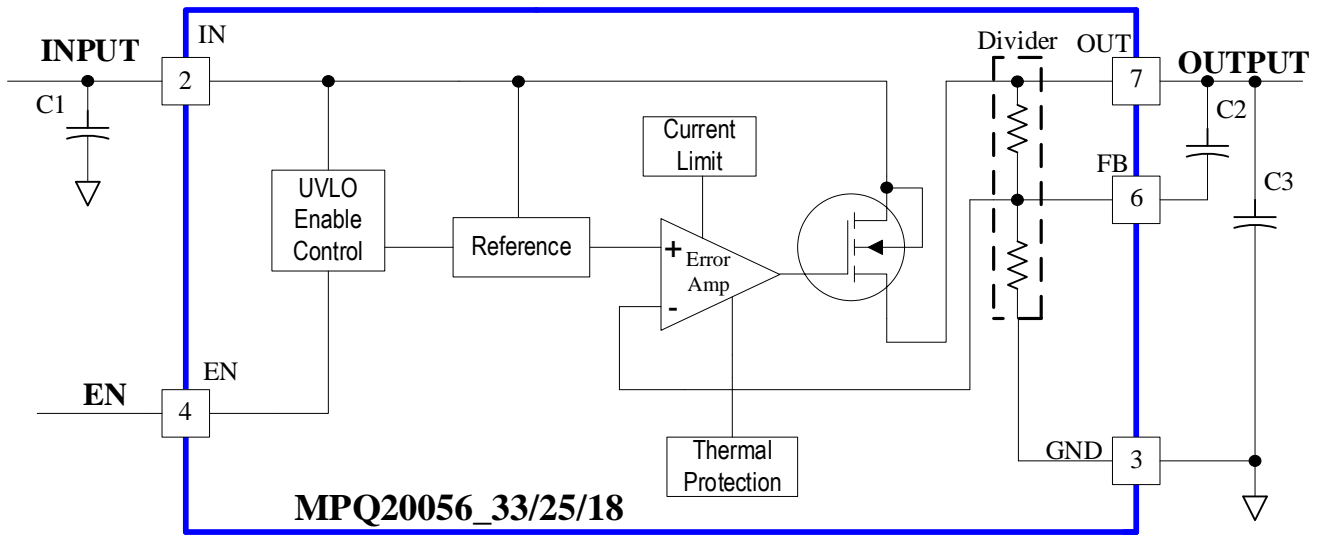 IN
INPUT
2
C1
Divider
OUT
7
OUTPUT
C2
Current
Limit
UVLO
Enable
Control
Reference
+
Error
Amp
-
FB
6
C3
EN
EN
4
Thermal
Protection
GND
3
MPQ20056_33/25/18